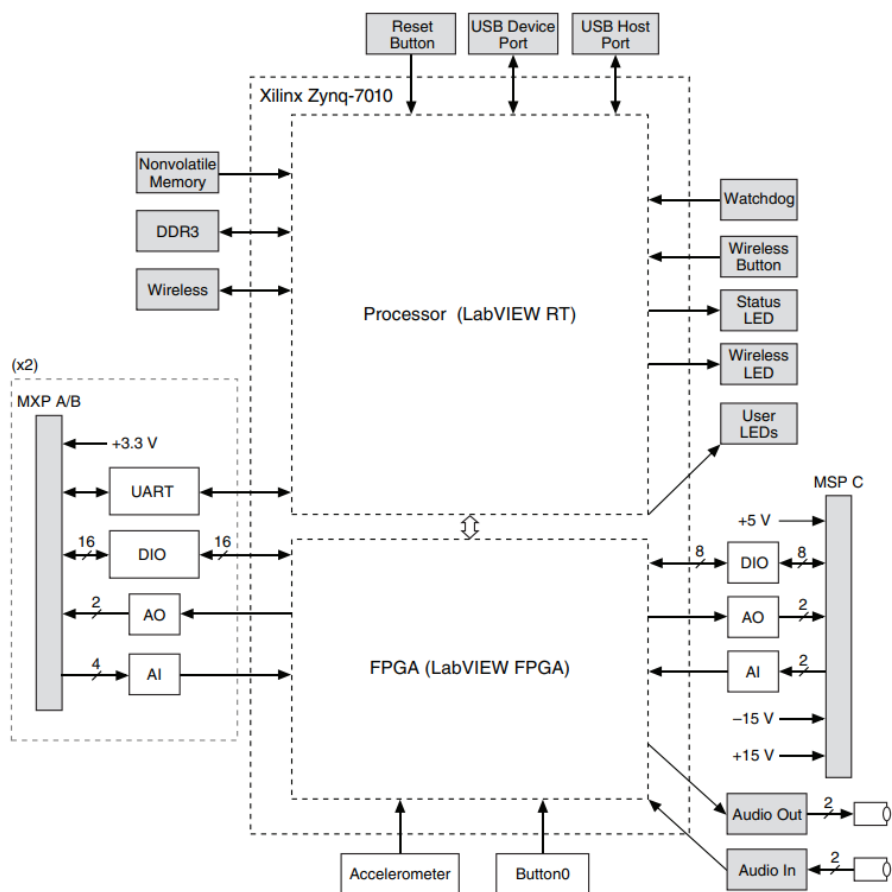 Reset
Button
USB Device
Port
USB Host
Port
Xilinx Zynq-7010
Nonvolatile
Memory
DDR3
Wireless
Processor (LabVIEW RT)
Watchdog
Wireless
Button
Status
LED
Wireless
LED
User
LEDs
(x2)
MXP A/B
+3.3 V
UART
16
DIO
16
2
AO
4
AI
FPGA (LabVIEW FPGA)
MSP C
+5 V
8
DIO
8
AO
2
AI
2
–15 V
+15 V
Audio Out
2
Audio In
2
Accelerometer
Button0